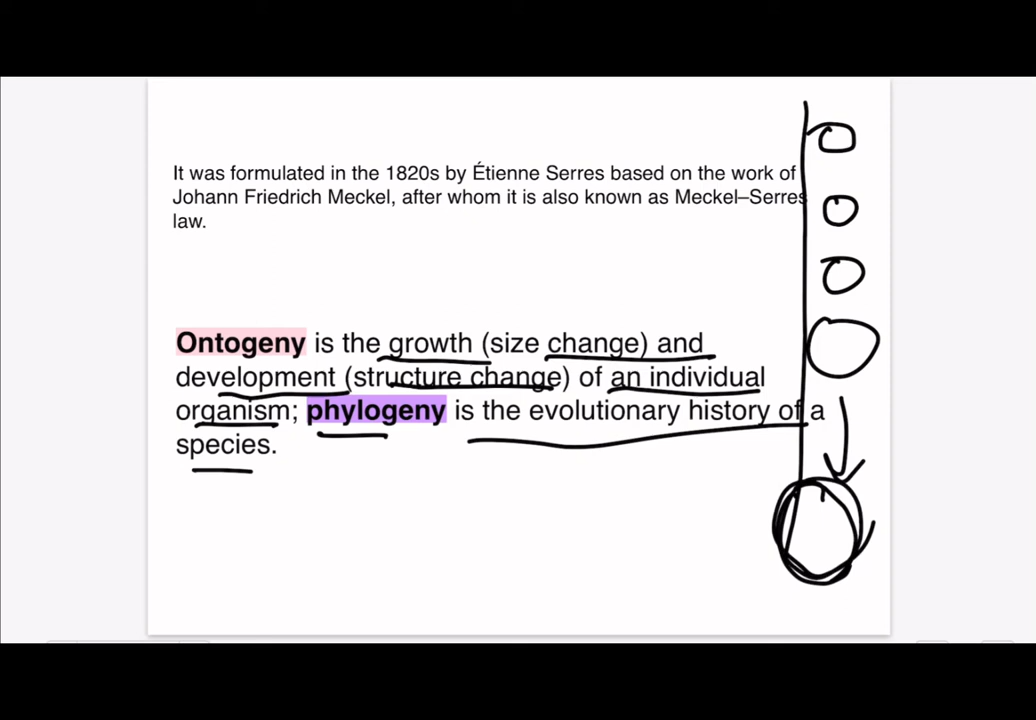 It was formulated in the 1820s by Étienne Serres based on the work of
Johann Friedrich Meckel, after whom it is also known as Meckel–Serres
law.
Ontogeny is the growth (size change) and
development (structure change) of an individual
organism; phylogeny is the evolutionary history of a
species.